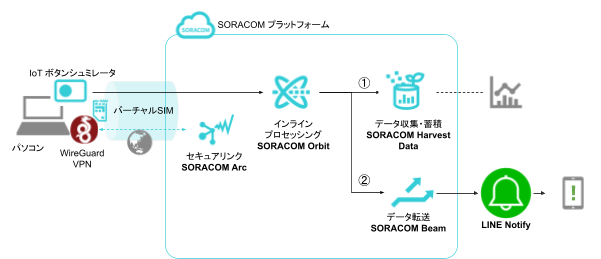 SORACOM
SORACOM プラットフォーム
IoT ボタンシュミレータ
バーチャルSIM
パソコン
WireGuard
VPN
セキュアリンク
SORACOM Arc
インライン
プロセッシング
SORACOM Orbit
①
データ収集・蓄積
SORACOM Harvest
Data
②
データ転送
SORACOM Beam
LINE Notify